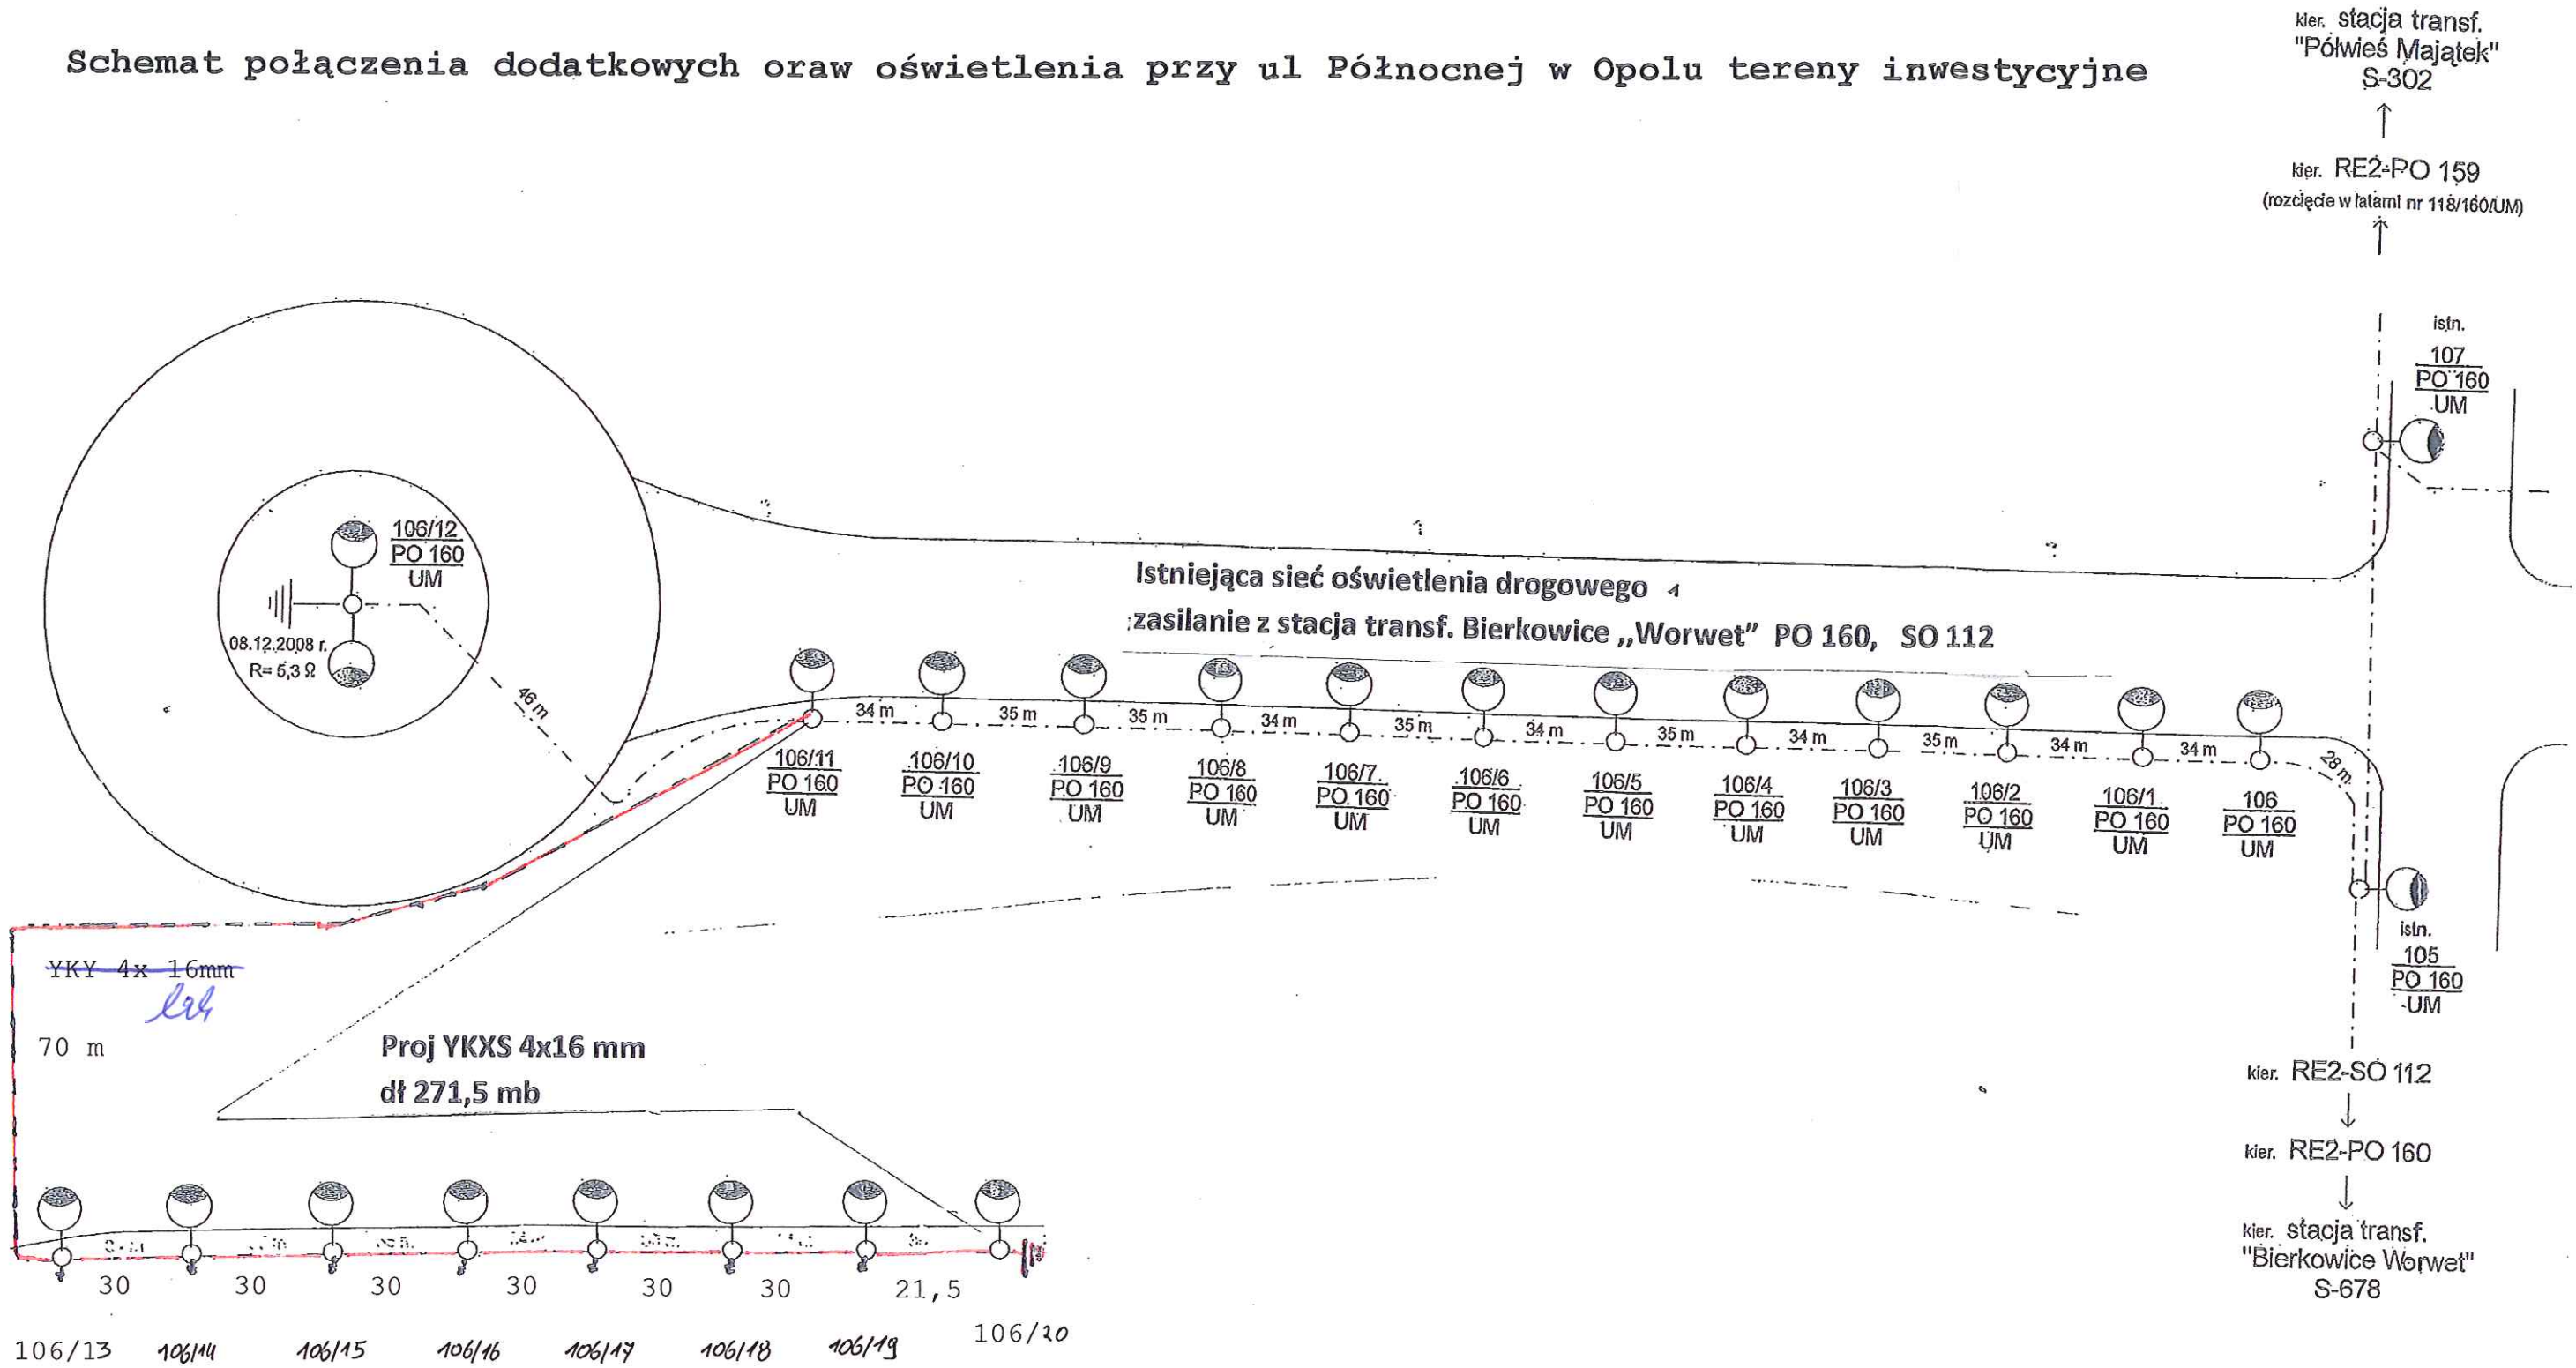 Schemat połączenia dodatkowych oraw oświetlenia przy ul Północnej w Opolu tereny inwestycyjne
kier. stacja transf.
"Półwieś Majątek"
S-302
kier. RE2-PO 159
(rozcięcie w latarni nr 118/160/UM)
istn.
107
PO 160
UM
106/12
PO 160
UM
08.12.2008 r.
R= 5,3 Ω
46 m
Istniejąca sieć oświetlenia drogowego
zasilanie z stacja transf. Bierkowice ,,Worwet” PO 160, SO 112
34 m
35 m
35 m
34 m
35 m
34 m
35 m
34 m
35 m
34 m
34 m
28 m
106/11
PO 160
UM
106/10
PO 160
UM
106/9
PO 160
UM
106/8
PO 160
UM
106/7
PO 160
UM
106/6
PO 160
UM
106/5
PO 160
UM
106/4
PO 160
UM
106/3
PO 160
UM
106/2
PO 160
UM
106/1
PO 160
UM
106
PO 160
UM
istn.
105
PO 160
UM
YKY 4x 16mm
70 m
Proj YKXS 4x16 mm
dł 271,5 mb
kier. RE2-SO 112
kier. RE2-PO 160
kier. stacja transf.
"Bierkowice Worwet"
S-678
30 30 30 30 30 30 21,5
106/13 106/14 106/15 106/16 106/17 106/18 106/19 106/20